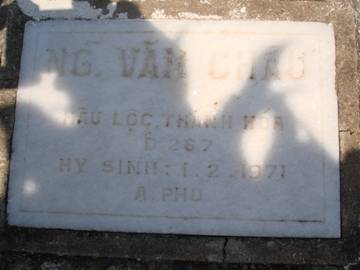 NG. VĂN CHÂU
HẬU LỘC, THANH HÓA
D 267
HY SINH: 1. 2. 1971
A. PHÓ